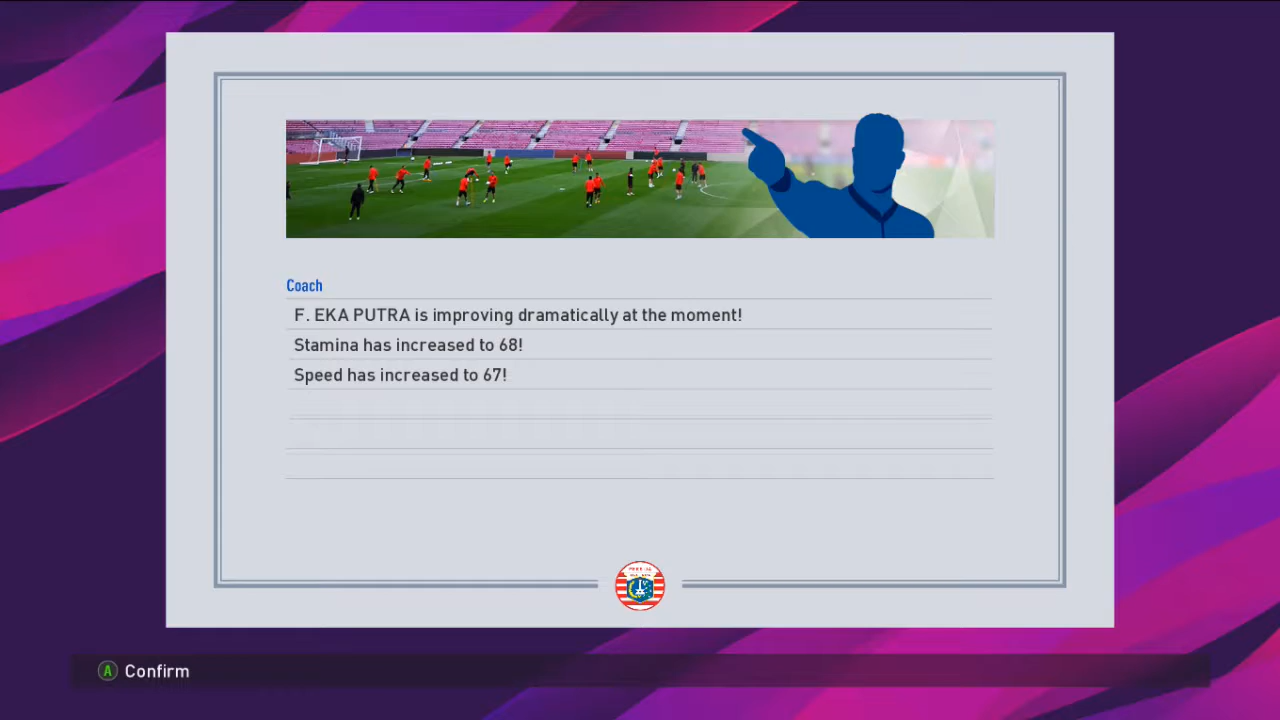 Coach
F. EKA PUTRA is improving dramatically at the moment!
Stamina has increased to 68!
Speed has increased to 67!
A Confirm